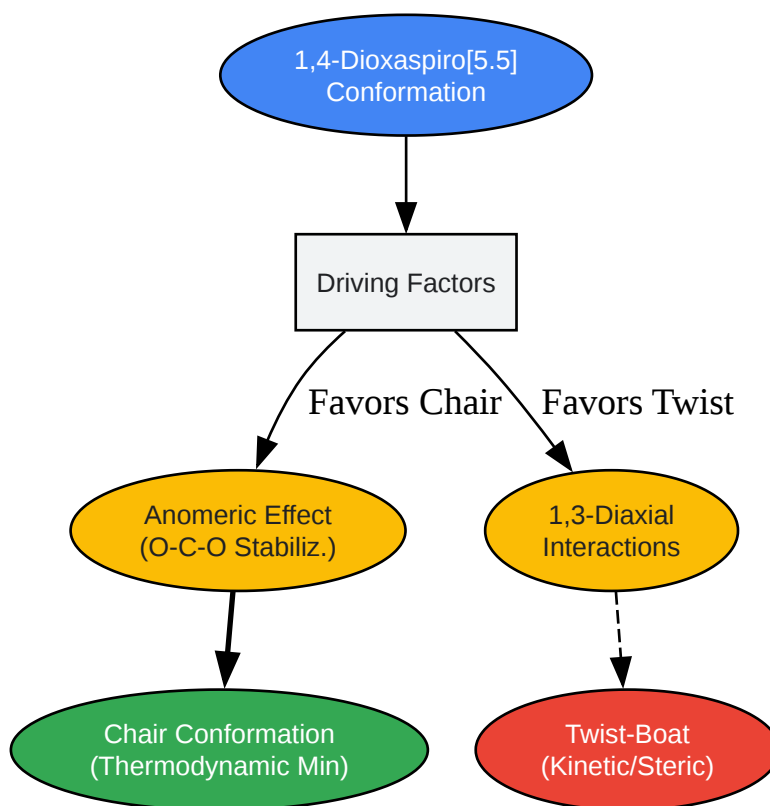 1,4-Dioxaspiro[5.5]
Conformation
Driving Factors
Favors Chair
Favors Twist
Anomeric Effect
(O-C-O Stabiliz.)
1,3-Diaxial
Interactions
Chair Conformation
(Thermodynamic Min)
Twist-Boat
(Kinetic/Steric)